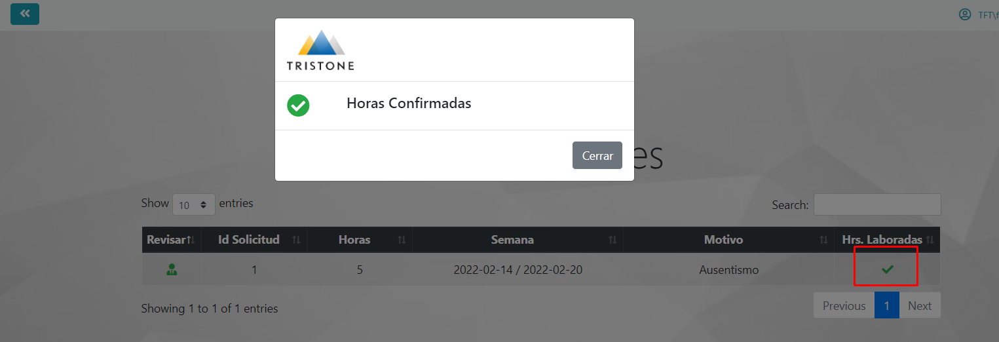 TFT\f
TRISTONE
Horas Confirmadas
Cerrar
es
Show 10 entries
Search:
Revisar Id Solicitud Horas Semana Motivo Hrs. Laboradas
1 5 2022-02-14 / 2022-02-20 Ausentismo
Showing 1 to 1 of 1 entries
Previous 1 Next